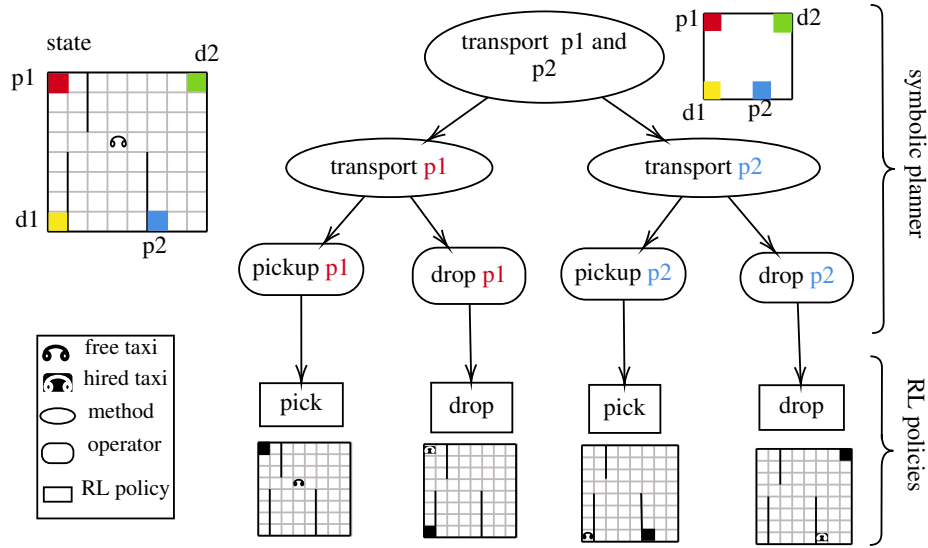 state
d2
p1
d1
p2
transport p1 and
p2
p1
d2
d1
p2
transport p1
transport p2
pickup p1
drop p1
pickup p2
drop p2
symbolic planner
free taxi
hired taxi
method
operator
RL policy
pick
drop
pick
drop
RL policies